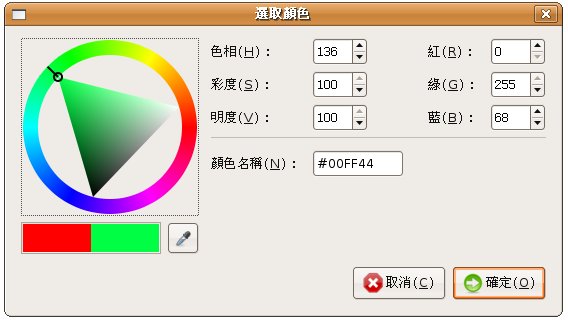 選取顏色
色相(H)： 136 紅(R)： 0
彩度(S)： 100 綠(G)： 255
明度(V)： 100 藍(B)： 68
顏色名稱(N)： #00FF44
取消(C) 確定(O)